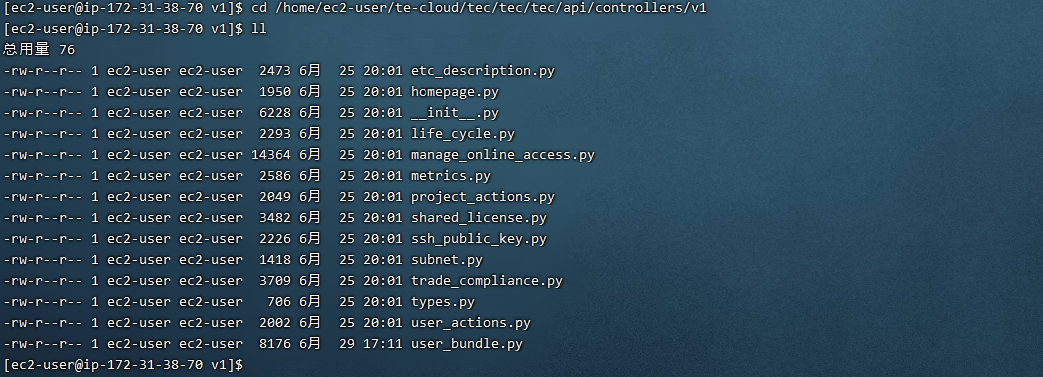 [ec2-user@ip-172-31-38-70 v1]$ cd /home/ec2-user/te-cloud/tec/tec/tec/api/controllers/v1
[ec2-user@ip-172-31-38-70 v1]$ ll
总用量 76
-rw-r--r-- 1 ec2-user ec2-user  2473 6月  25 20:01 etc_description.py
-rw-r--r-- 1 ec2-user ec2-user  1950 6月  25 20:01 homepage.py
-rw-r--r-- 1 ec2-user ec2-user  6228 6月  25 20:01 __init__.py
-rw-r--r-- 1 ec2-user ec2-user  2293 6月  25 20:01 life_cycle.py
-rw-r--r-- 1 ec2-user ec2-user 14364 6月  25 20:01 manage_online_access.py
-rw-r--r-- 1 ec2-user ec2-user  2586 6月  25 20:01 metrics.py
-rw-r--r-- 1 ec2-user ec2-user  2049 6月  25 20:01 project_actions.py
-rw-r--r-- 1 ec2-user ec2-user  3482 6月  25 20:01 shared_license.py
-rw-r--r-- 1 ec2-user ec2-user  2226 6月  25 20:01 ssh_public_key.py
-rw-r--r-- 1 ec2-user ec2-user  1418 6月  25 20:01 subnet.py
-rw-r--r-- 1 ec2-user ec2-user  3709 6月  25 20:01 trade_compliance.py
-rw-r--r-- 1 ec2-user ec2-user   706 6月  25 20:01 types.py
-rw-r--r-- 1 ec2-user ec2-user  2002 6月  25 20:01 user_actions.py
-rw-r--r-- 1 ec2-user ec2-user  8176 6月  29 17:11 user_bundle.py
[ec2-user@ip-172-31-38-70 v1]$